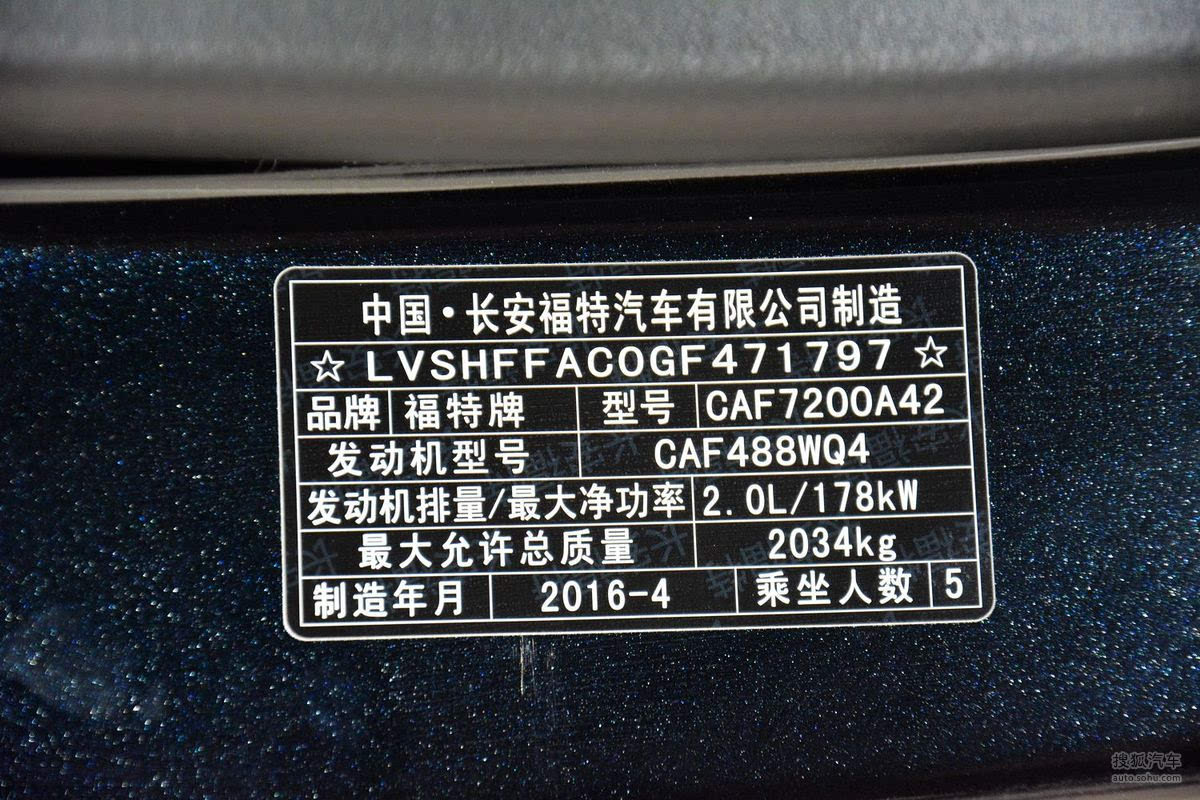 中国·长安福特汽车有限公司制造
☆LVSHFFAC0GF471797☆
品牌 福特牌 型号 CAF7200A42
发动机型号 CAF488WQ4
发动机排量/最大净功率 2.0L/178kW
最大允许总质量 2034kg
制造年月 2016-4 乘坐人数 5
搜狐汽车
auto.sohu.com